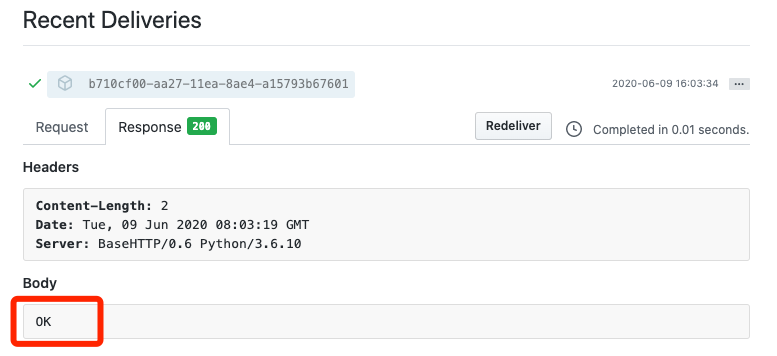 Recent Deliveries
b710cf00-aa27-11ea-8ae4-a15793b67601 2020-06-09 16:03:34 ...
Request Response 200 Redeliver Completed in 0.01 seconds.
Headers
Content-Length: 2
Date: Tue, 09 Jun 2020 08:03:19 GMT
Server: BaseHTTP/0.6 Python/3.6.10
Body
OK